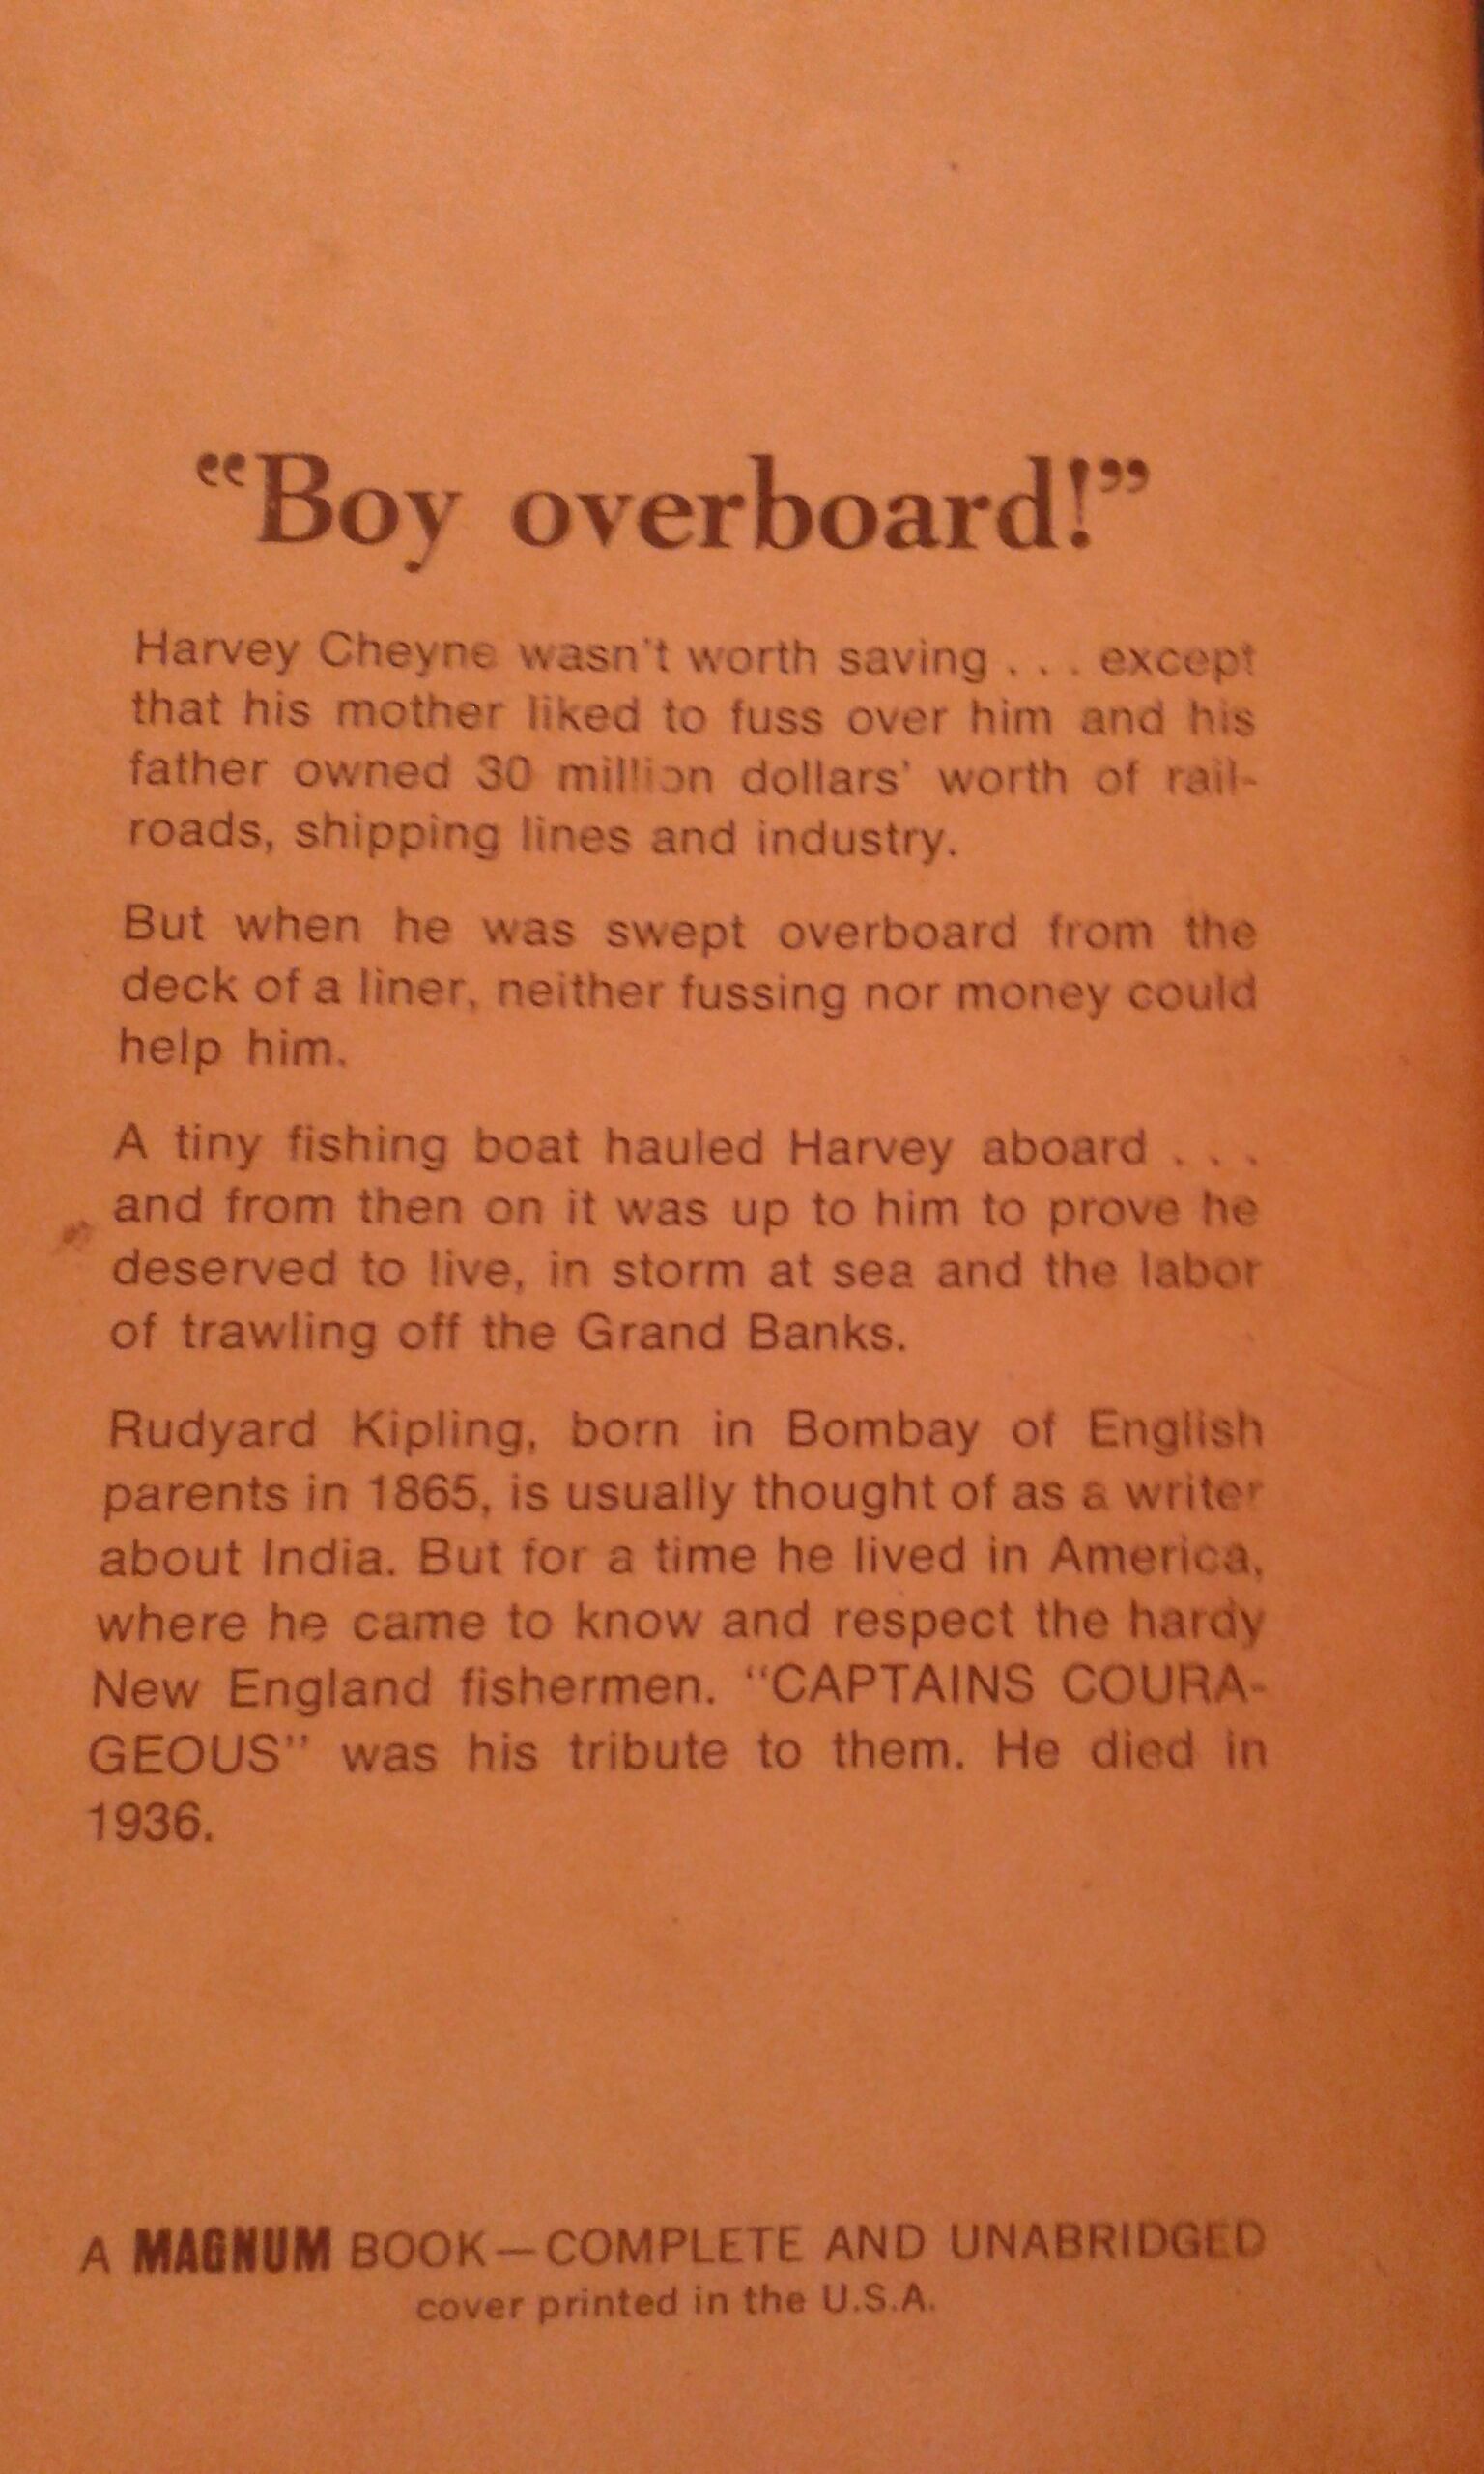 “Boy overboard!”
Harvey Cheyne wasn't worth saving . . . except
that his mother liked to fuss over him and his
father owned 30 million dollars' worth of rail-
roads, shipping lines and industry.
But when he was swept overboard from the
deck of a liner, neither fussing nor money could
help him.
A tiny fishing boat hauled Harvey aboard . . .
and from then on it was up to him to prove he
deserved to live, in storm at sea and the labor
of trawling off the Grand Banks.
Rudyard Kipling, born in Bombay of English
parents in 1865, is usually thought of as a writer
about India. But for a time he lived in America,
where he came to know and respect the hardy
New England fishermen. “CAPTAINS COURA-
GEOUS” was his tribute to them. He died in
1936.
A MAGNUM BOOK—COMPLETE AND UNABRIDGED
cover printed in the U.S.A.